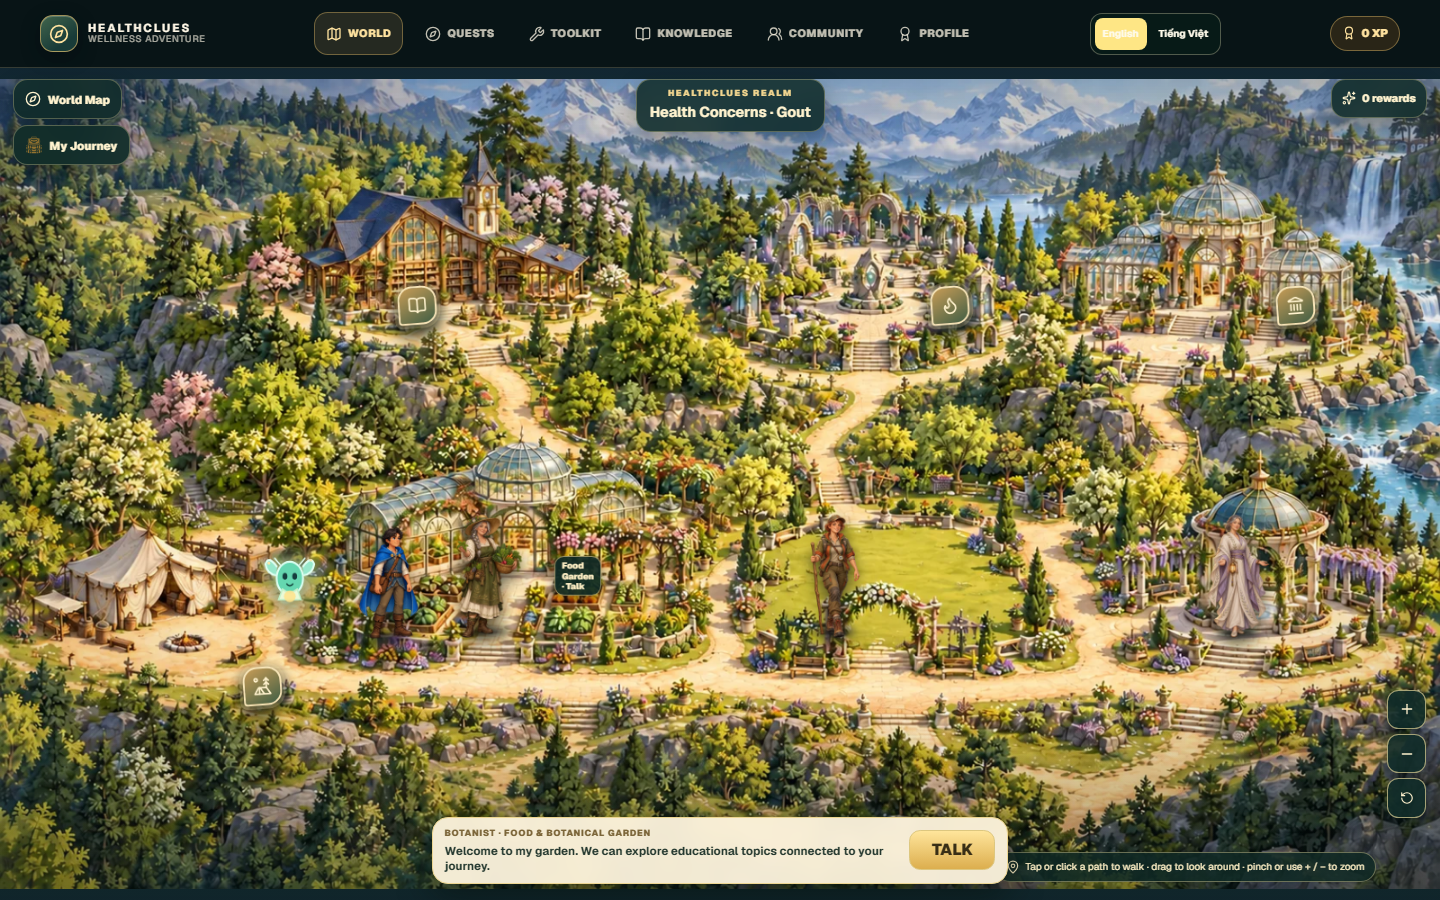 HEALTHCLUES
WELLNESS ADVENTURE
WORLD
QUESTS
TOOLKIT
KNOWLEDGE
COMMUNITY
PROFILE
English
Tiếng Việt
0 XP
World Map
My Journey
HEALTHCLUES REALM
Health Concerns · Gout
0 rewards
Food
Garden
· Talk
BOTANIST · FOOD & BOTANICAL GARDEN
Welcome to my garden. We can explore educational topics connected to your
journey.
TALK
Tap or click a path to walk · drag to look around · pinch or use + / − to zoom